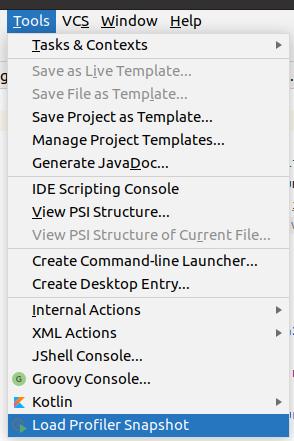 Tools VCS Window Help
Tasks & Contexts
Save as Live Template...
Save File as Template...
Save Project as Template...
Manage Project Templates...
Generate JavaDoc...
IDE Scripting Console
View PSI Structure...
View PSI Structure of Current File...
Create Command-line Launcher...
Create Desktop Entry...
Internal Actions
XML Actions
JShell Console...
G Groovy Console...
Kotlin
Load Profiler Snapshot